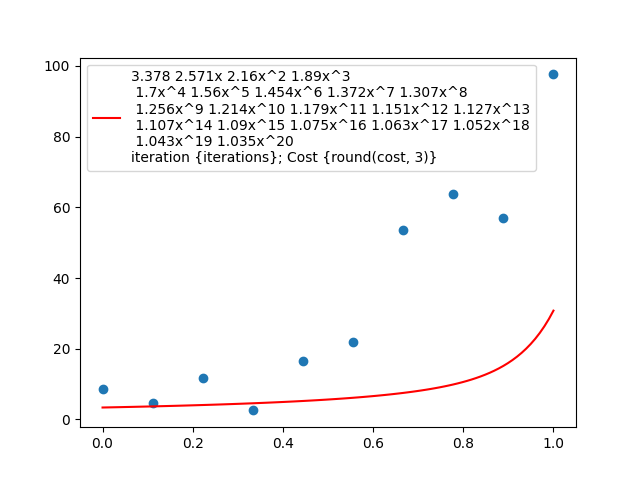 3.378 2.571x 2.16x^2 1.89x^3
1.7x^4 1.56x^5 1.454x^6 1.372x^7 1.307x^8
1.256x^9 1.214x^10 1.179x^11 1.151x^12 1.127x^13
1.107x^14 1.09x^15 1.075x^16 1.063x^17 1.052x^18
1.043x^19 1.035x^20
iteration {iterations}; Cost {round(cost, 3)}
100
80
60
40
20
0
0.0 0.2 0.4 0.6 0.8 1.0